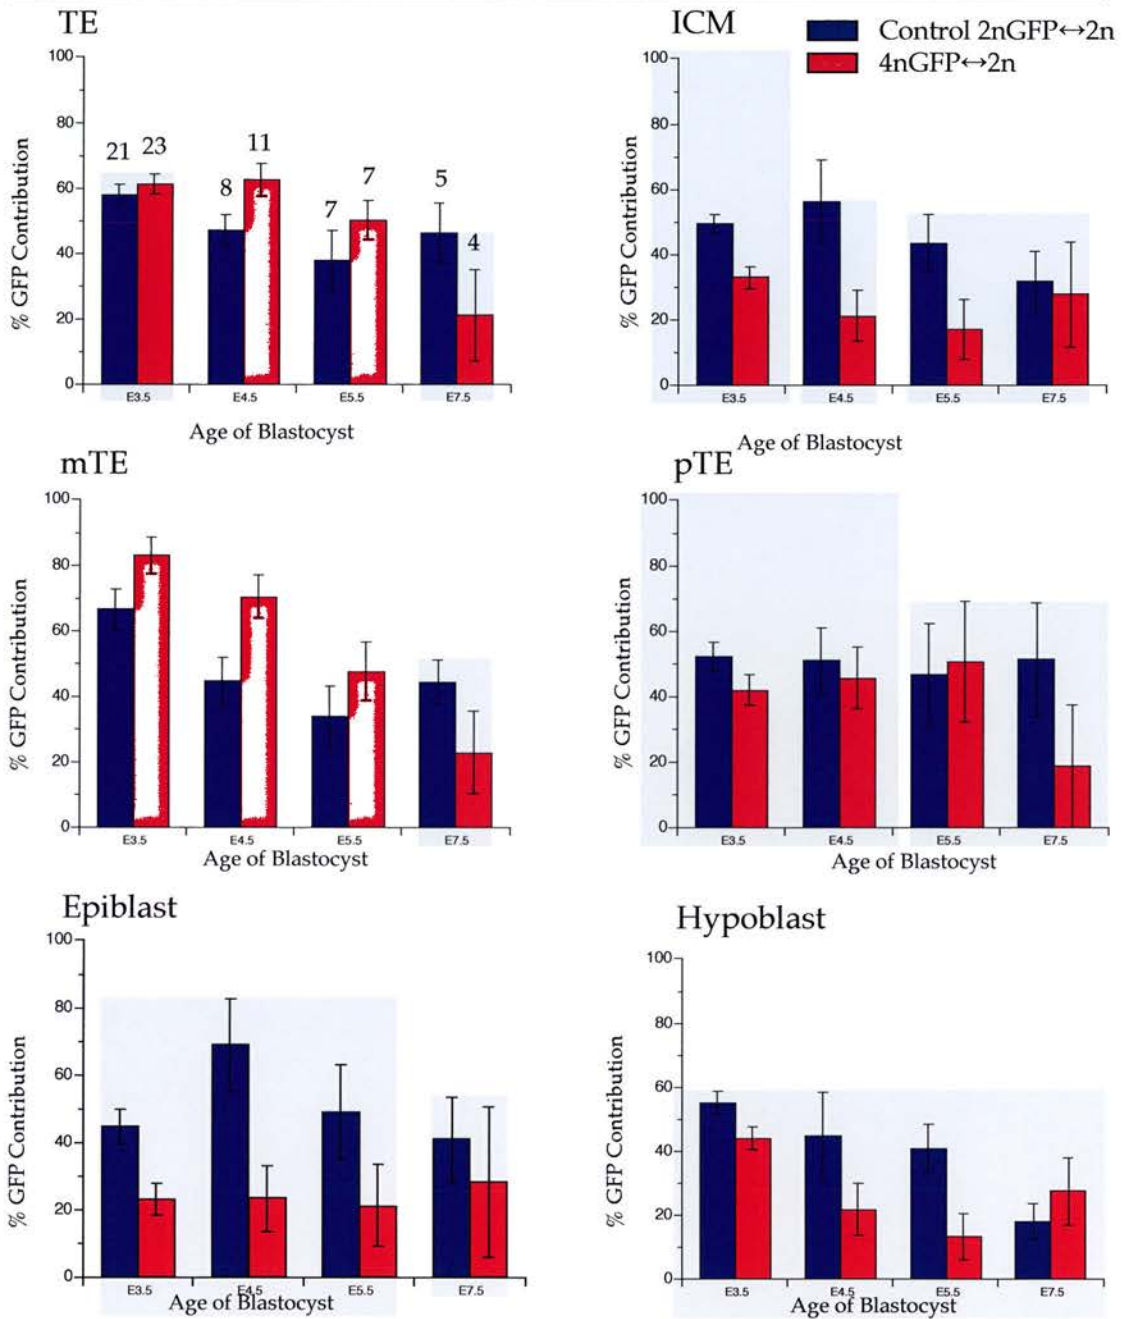 TE
% GFP Contribution
100
80
60
40
20
0
21 23
8 11
7 7
5 4
E3.5 E4.5 E5.5 E7.5
Age of Blastocyst
ICM
Control 2nGFP↔2n
4nGFP↔2n
% GFP Contribution
100
80
60
40
20
0
E3.5 E4.5 E5.5 E7.5
Age of Blastocyst
mTE
% GFP Contribution
100
80
60
40
20
0
E3.5 E4.5 E5.5 E7.5
Age of Blastocyst
pTE
% GFP Contribution
100
80
60
40
20
0
E3.5 E4.5 E5.5 E7.5
Age of Blastocyst
Epiblast
% GFP Contribution
100
80
60
40
20
0
E3.5 E4.5 E5.5 E7.5
Age of Blastocyst
Hypoblast
% GFP Contribution
100
80
60
40
20
0
E3.5 E4.5 E5.5 E7.5
Age of Blastocyst